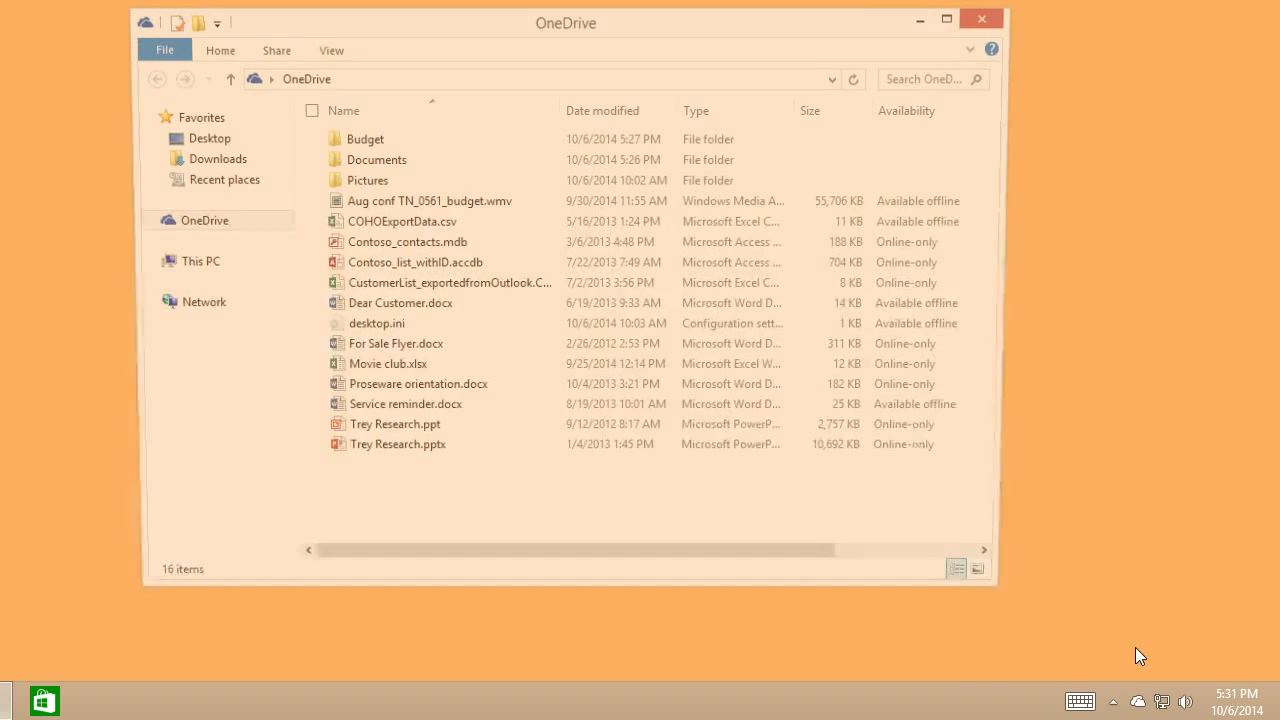 OneDrive
File Home Share View
OneDrive Search OneD...
Name Date modified Type Size Availability
Favorites
Desktop
Downloads
Recent places
OneDrive
This PC
Network
Budget 10/6/2014 5:27 PM File folder
Documents 10/6/2014 5:26 PM File folder
Pictures 10/6/2014 10:02 AM File folder
Aug conf TN_0561_budget.wmv 9/30/2014 11:55 AM Windows Media A... 55,706 KB Available offline
COHOExportData.csv 5/16/2013 1:24 PM Microsoft Excel C... 11 KB Available offline
Contoso_contacts.mdb 3/6/2013 4:48 PM Microsoft Access ... 188 KB Online-only
Contoso_list_withID.accdb 7/22/2013 7:49 AM Microsoft Access ... 704 KB Online-only
CustomerList_exportedfromOutlook.C... 7/2/2013 3:56 PM Microsoft Excel C... 8 KB Online-only
Dear Customer.docx 6/19/2013 9:33 AM Microsoft Word D... 14 KB Available offline
desktop.ini 10/6/2014 10:03 AM Configuration sett... 1 KB Available offline
For Sale Flyer.docx 2/26/2012 2:53 PM Microsoft Word D... 311 KB Online-only
Movie club.xlsx 9/25/2014 12:14 PM Microsoft Excel W... 12 KB Online-only
Proseware orientation.docx 10/4/2013 3:21 PM Microsoft Word D... 182 KB Online-only
Service reminder.docx 8/19/2013 10:01 AM Microsoft Word D... 25 KB Available offline
Trey Research.ppt 9/12/2012 8:17 AM Microsoft PowerP... 2,757 KB Online-only
Trey Research.pptx 1/4/2013 1:45 PM Microsoft PowerP... 10,692 KB Online-only
16 items
5:31 PM
10/6/2014